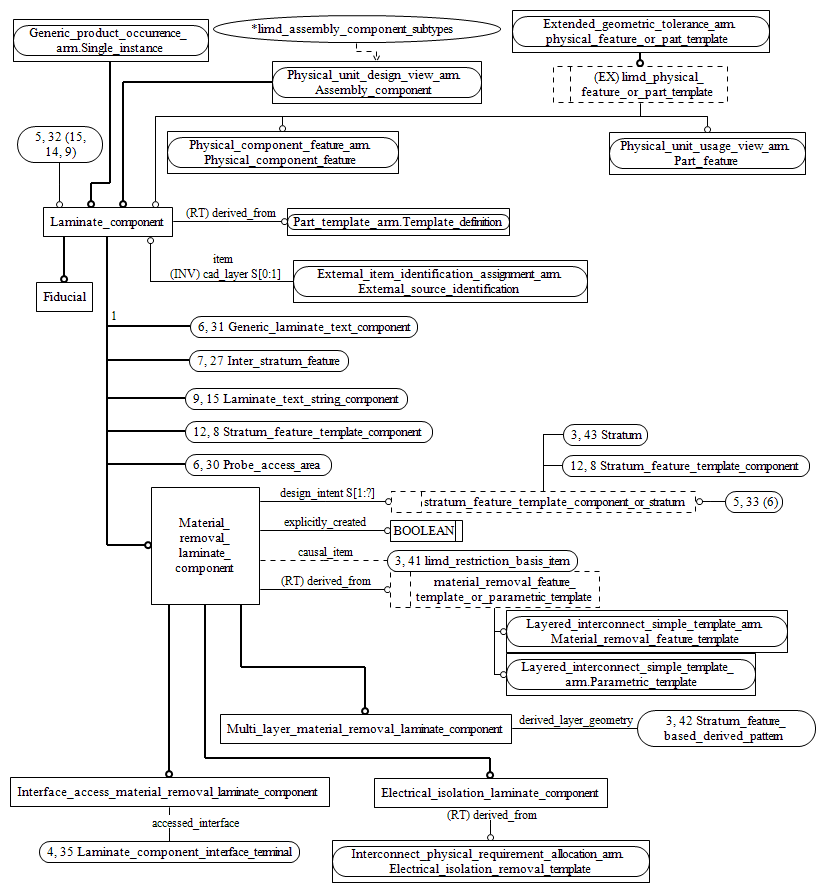 Generic_product_occurrence_
arm.Single_instance
*limd_assembly_component_subtypes
Extended_geometric_tolerance_arm.
physical_feature_or_part_template
Physical_unit_design_view_arm.
Assembly_component
(EX) limd_physical_
feature_or_part_template
5, 32 (15,
14, 9)
Physical_component_feature_arm.
Physical_component_feature
Physical_unit_usage_view_arm.
Part_feature
Laminate_component
(RT) derived_from
Part_template_arm.Template_definition
item
(INV) cad_layer S[0:1]
External_item_identification_assignment_arm.
External_source_identification
Fiducial
1
6, 31 Generic_laminate_text_component
7, 27 Inter_stratum_feature
9, 15 Laminate_text_string_component
12, 8 Stratum_feature_template_component
3, 43 Stratum
6, 30 Probe_access_area
12, 8 Stratum_feature_template_component
Material_
removal_
laminate_
component
design_intent S[1:?]
stratum_feature_template_component_or_stratum
5, 33 (6)
explicitly_created
BOOLEAN
causal_item
3, 41 limd_restriction_basis_item
(RT) derived_from
material_removal_feature_
template_or_parametric_template
Layered_interconnect_simple_template_arm.
Material_removal_feature_template
Layered_interconnect_simple_template_
arm.Parametric_template
Multi_layer_material_removal_laminate_component
derived_layer_geometry
3, 42 Stratum_feature_
based_derived_pattern
Interface_access_material_removal_laminate_component
Electrical_isolation_laminate_component
accessed_interface
(RT) derived_from
4, 35 Laminate_component_interface_terminal
Interconnect_physical_requirement_allocation_arm.
Electrical_isolation_removal_template